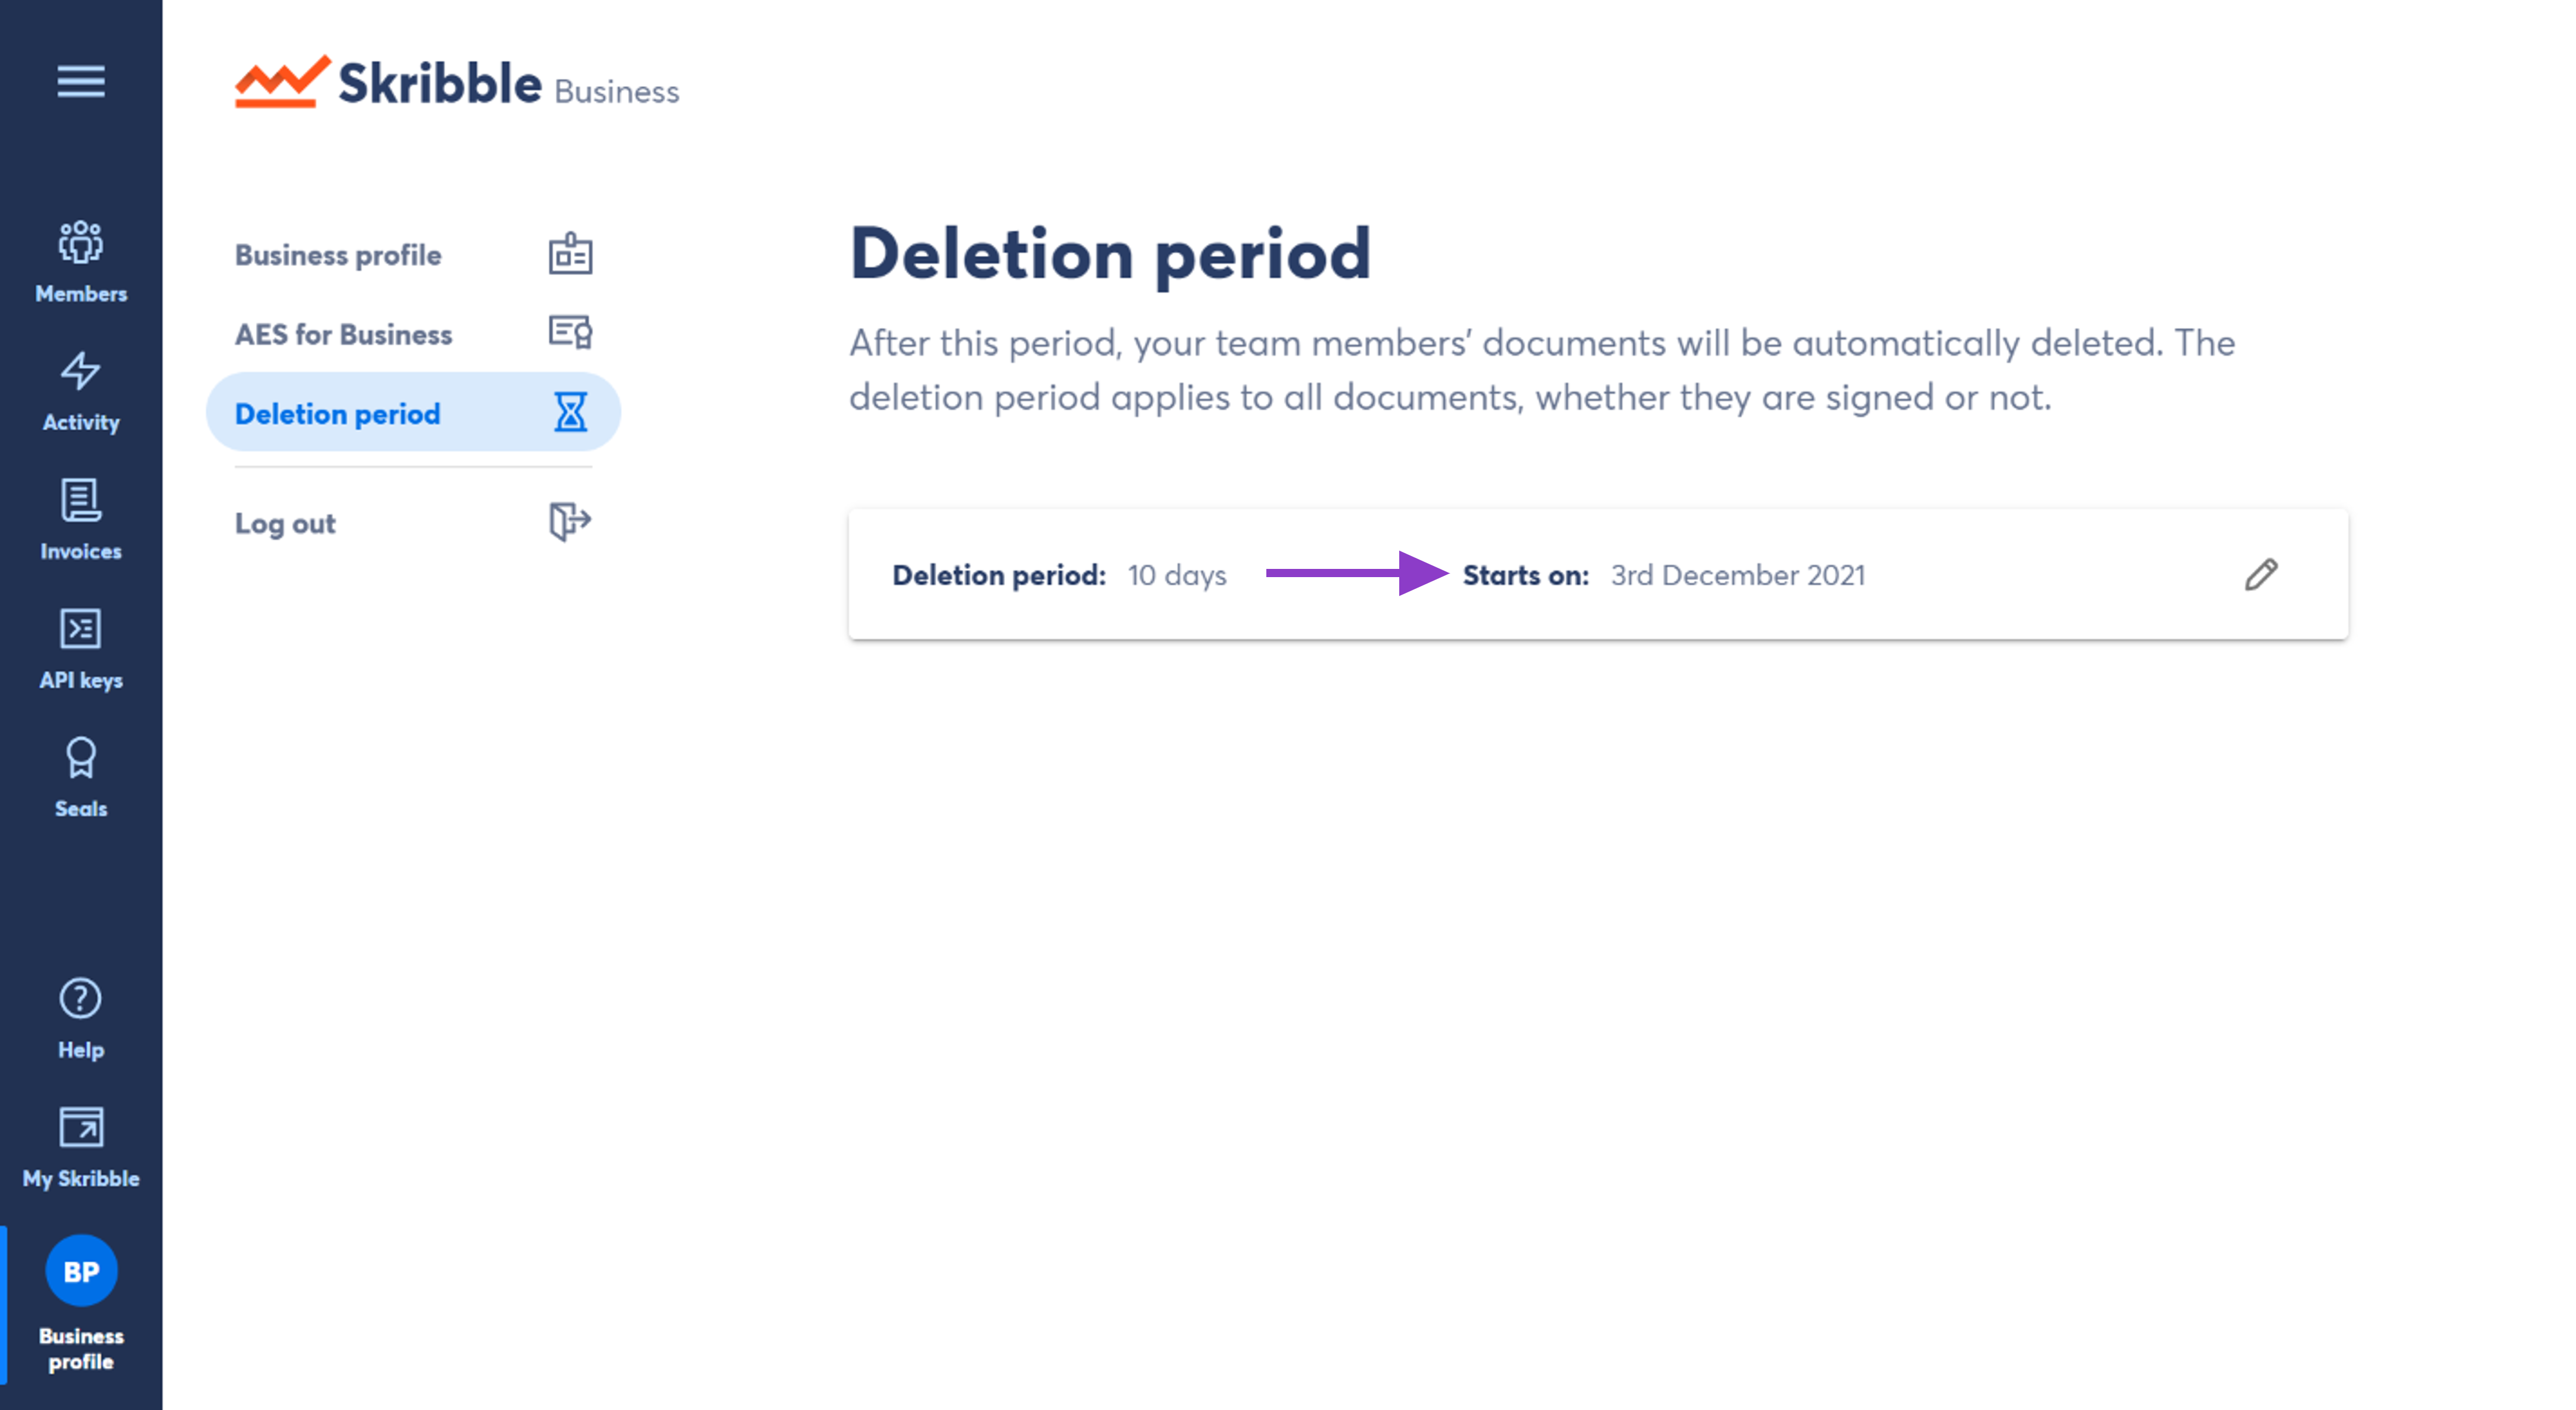 Skribble Business
Members
Activity
Invoices
API keys
Seals
Help
My Skribble
BP
Business
profile
Business profile
AES for Business
Deletion period
Log out
Deletion period
After this period, your team members’ documents will be automatically deleted. The
deletion period applies to all documents, whether they are signed or not.
Deletion period: 10 days Starts on: 3rd December 2021